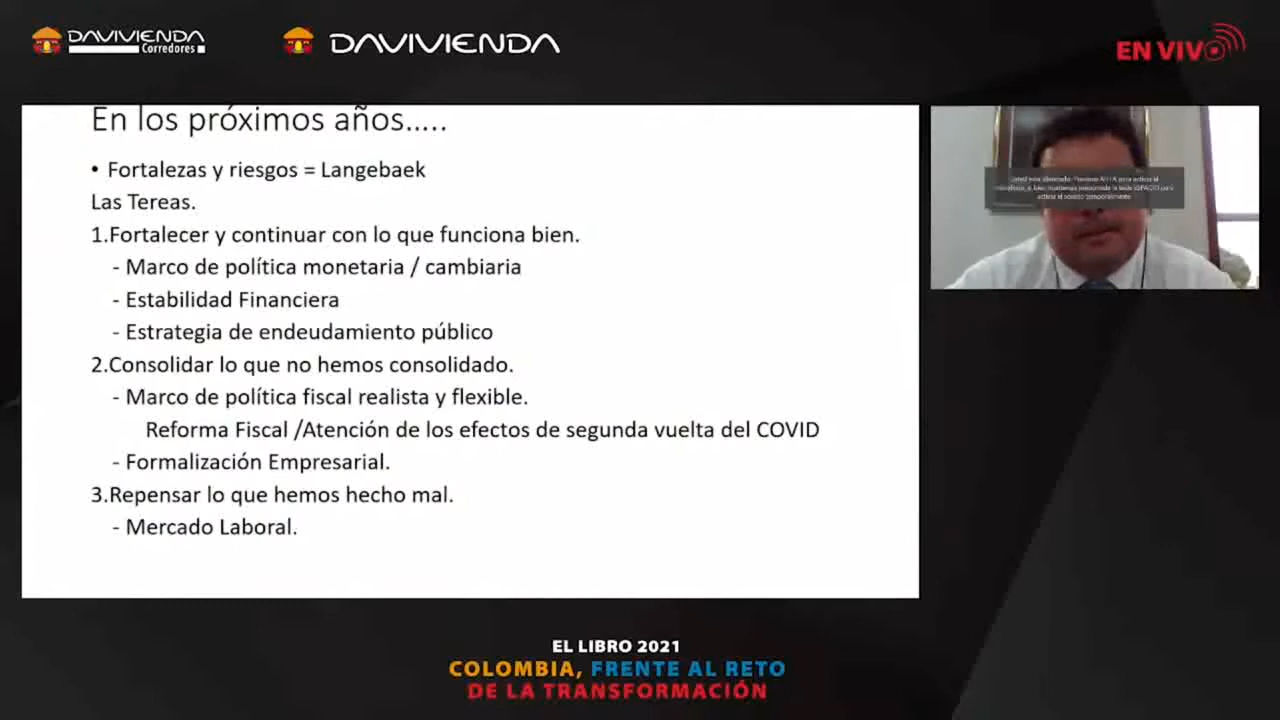 DAVIVIENDA
Corredores
DAVIVIENDA
EN VIVO
En los próximos años.....
• Fortalezas y riesgos = Langebaek
Las Tereas.
1.Fortalecer y continuar con lo que funciona bien.
- Marco de política monetaria / cambiaria
- Estabilidad Financiera
- Estrategia de endeudamiento público
2.Consolidar lo que no hemos consolidado.
- Marco de política fiscal realista y flexible.
Reforma Fiscal /Atención de los efectos de segunda vuelta del COVID
- Formalización Empresarial.
3.Repensar lo que hemos hecho mal.
- Mercado Laboral.
EL LIBRO 2021
COLOMBIA, FRENTE AL RETO
DE LA TRANSFORMACIÓN